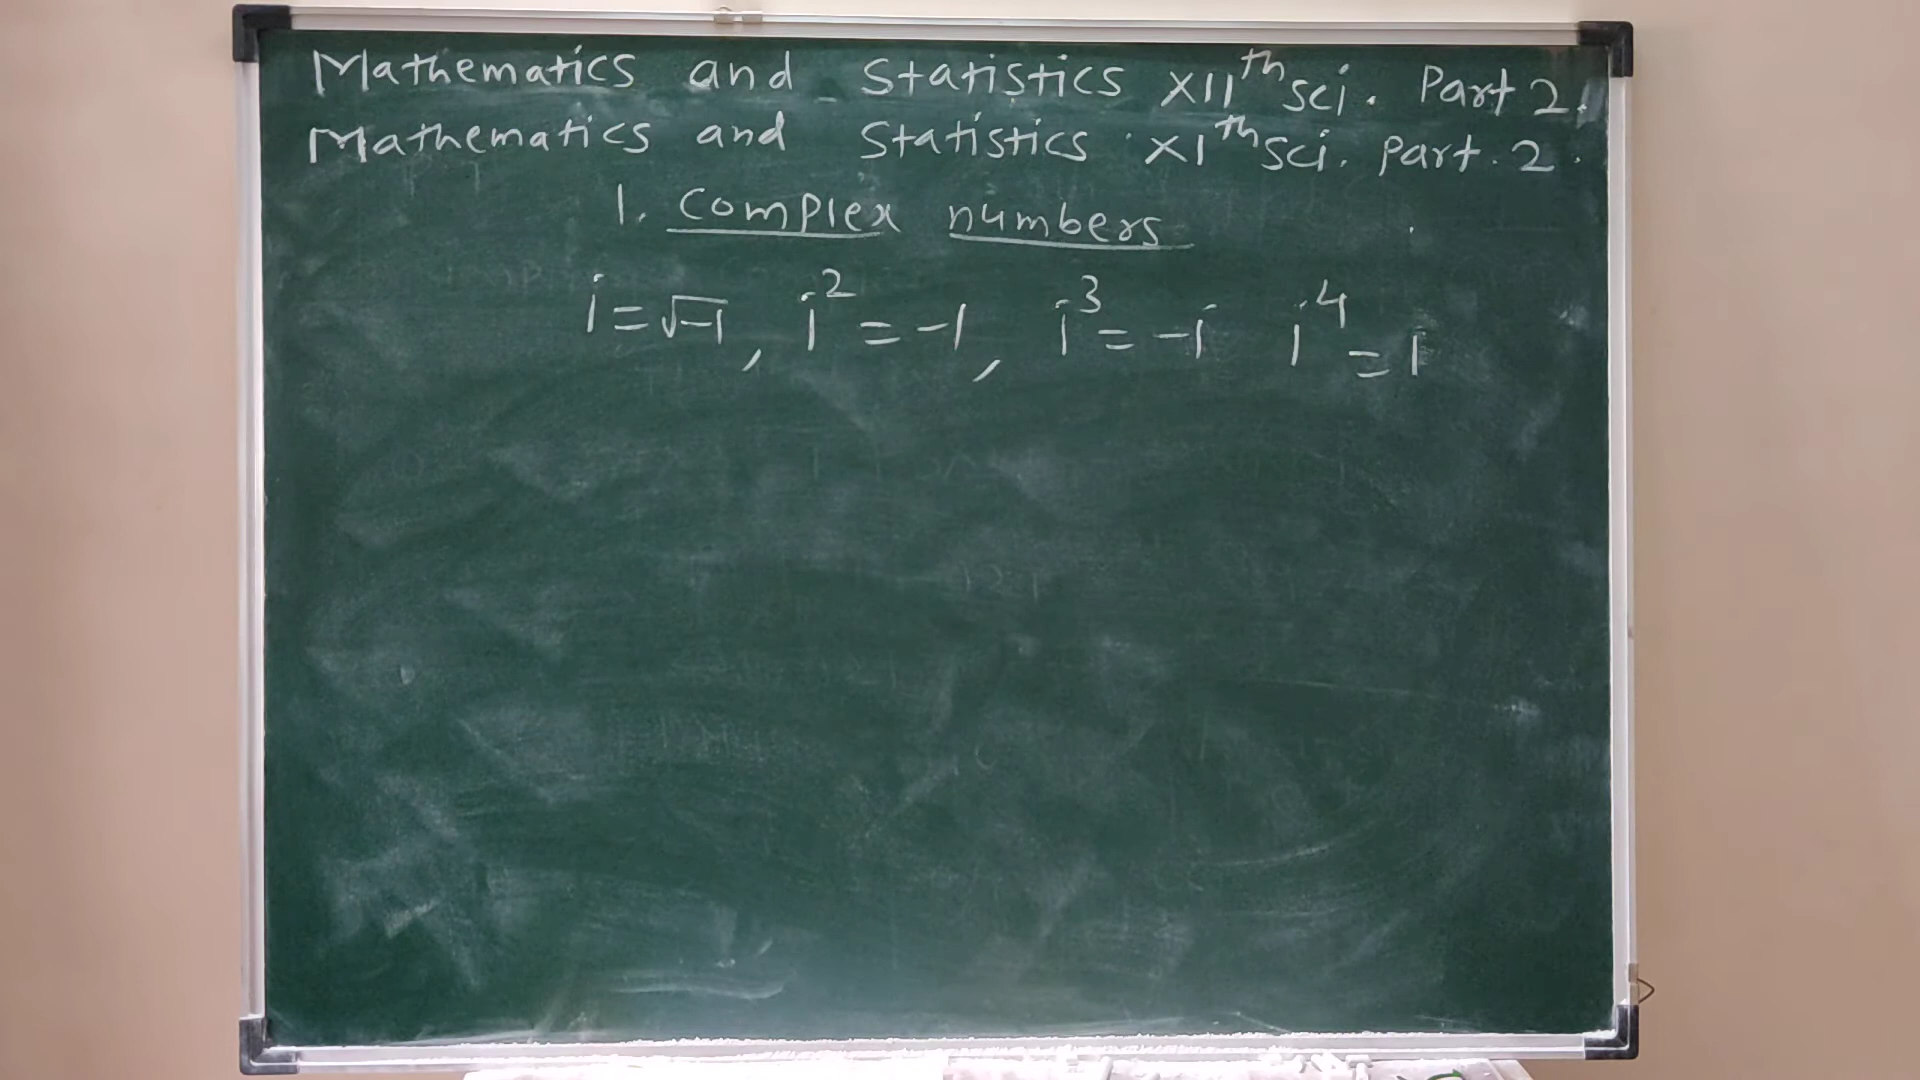 Mathematics and Statistics XIIth sci. Part 2.
Mathematics and Statistics XIth sci. Part. 2.
1. Complex numbers
i = √-1, i² = -1, i³ = -i i⁴ = 1